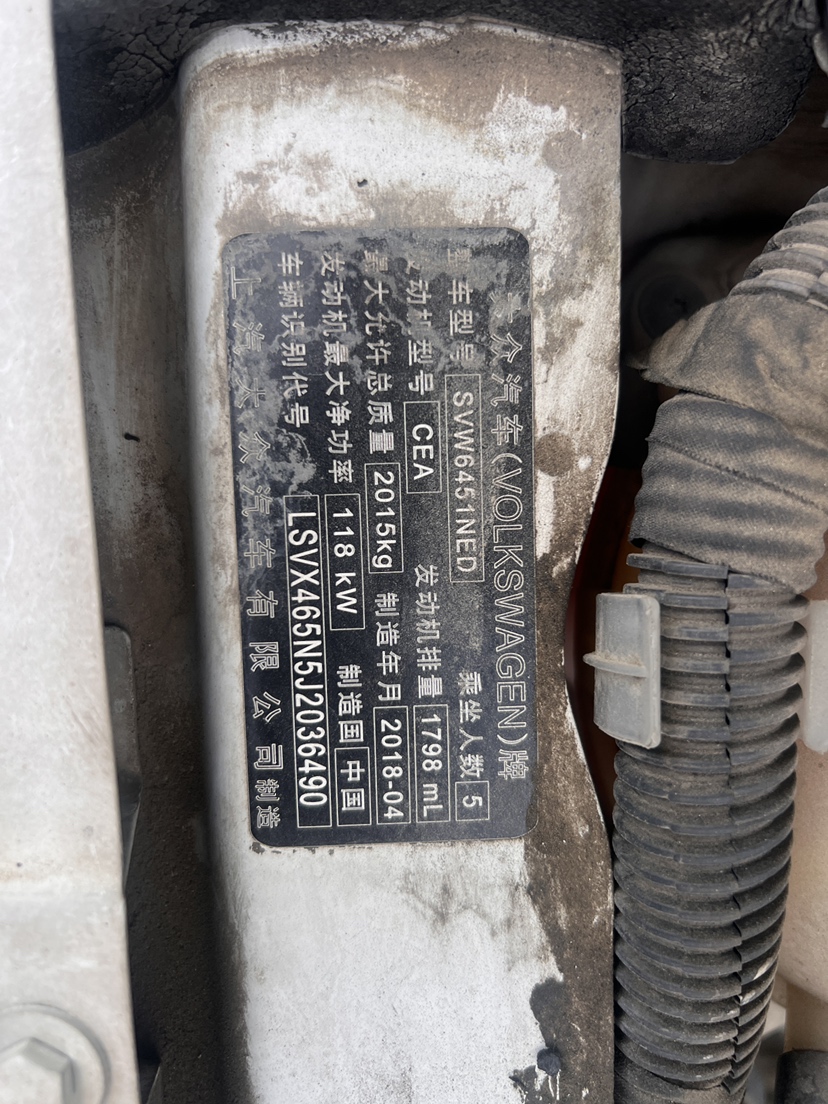 众汽车(VOLKSWAGEN)牌
车型号 SVW6451NED 乘坐人数 5
发动机型号 CEA 发动机排量 1798 mL
最大允许总质量 2015kg 制造年月 2018-04
发动机最大净功率 118 kW 制造国 中国
车辆识别代号 LSVX465N5J2036490
上汽大众汽车有限公司制造